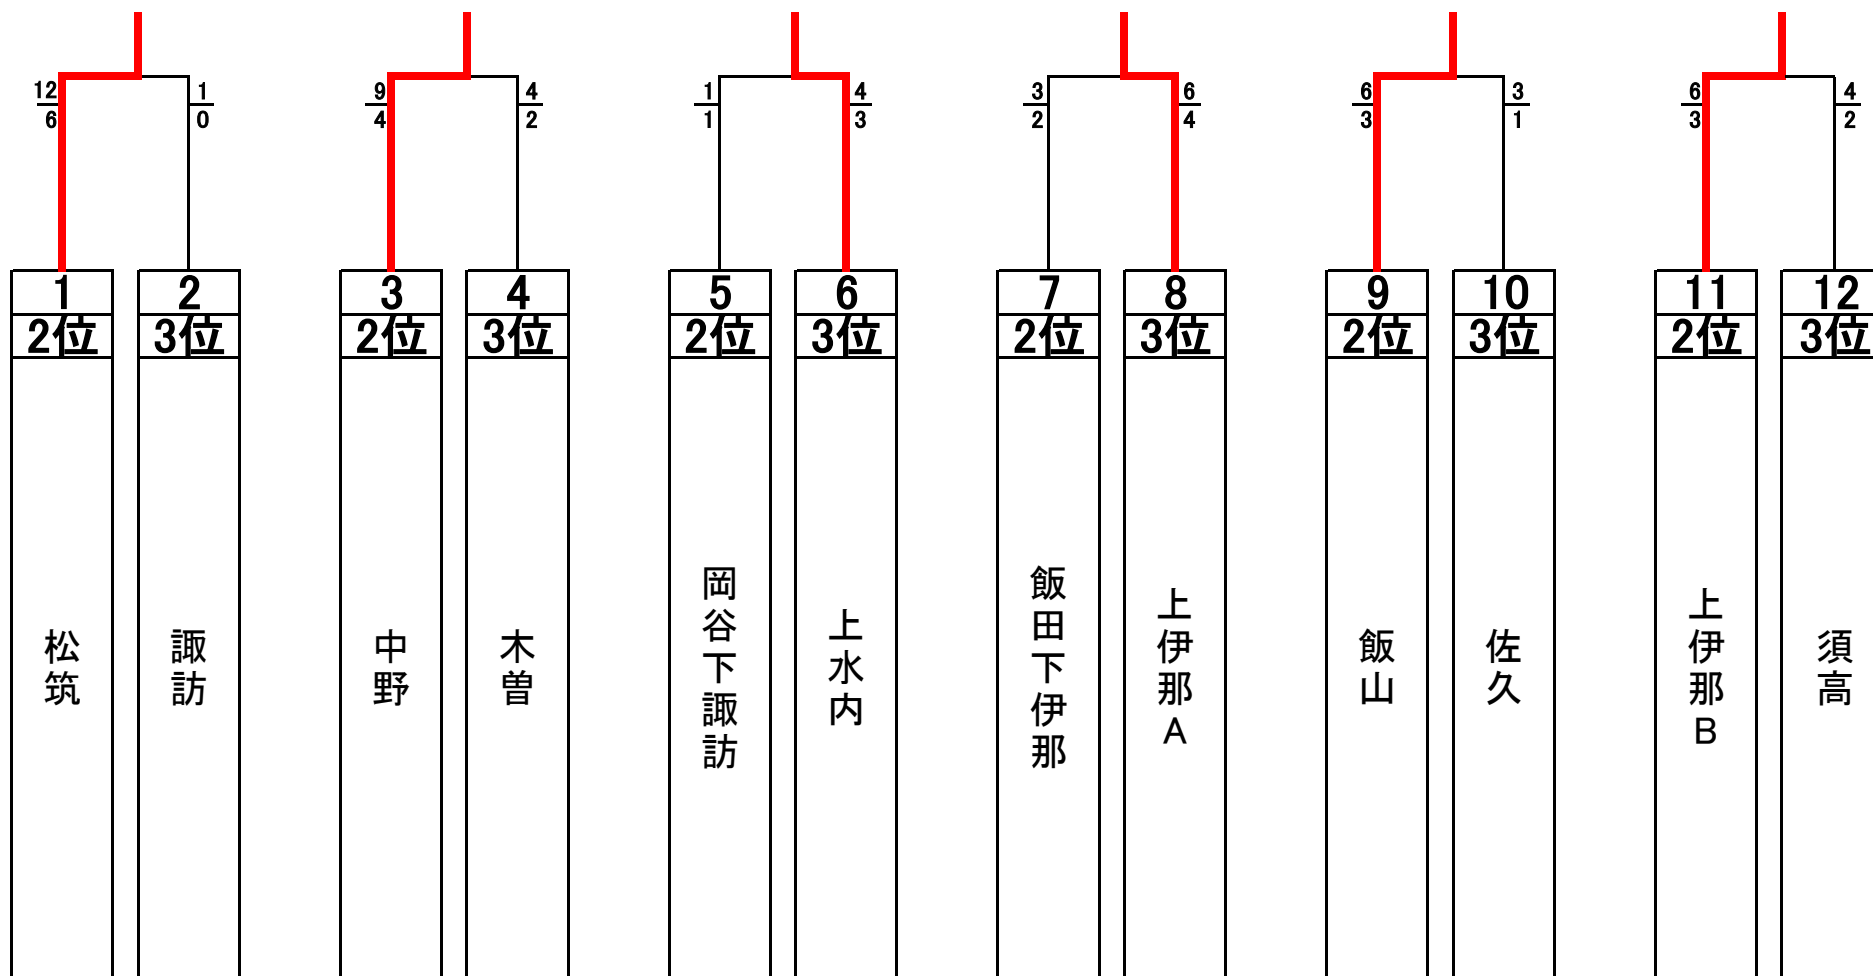 12 1 9 4 1 4 3 6 6 3 6 4
6 0 4 2 1 3 2 4 3 1 3 2
1 2 3 4 5 6 7 8 9 10 11 12
2位 3位 2位 3位 2位 3位 2位 3位 2位 3位 2位 3位
松筑
諏訪
中野
木曽
岡谷下諏訪
上水内
飯田下伊那
上伊那A
飯山
佐久
上伊那B
須高